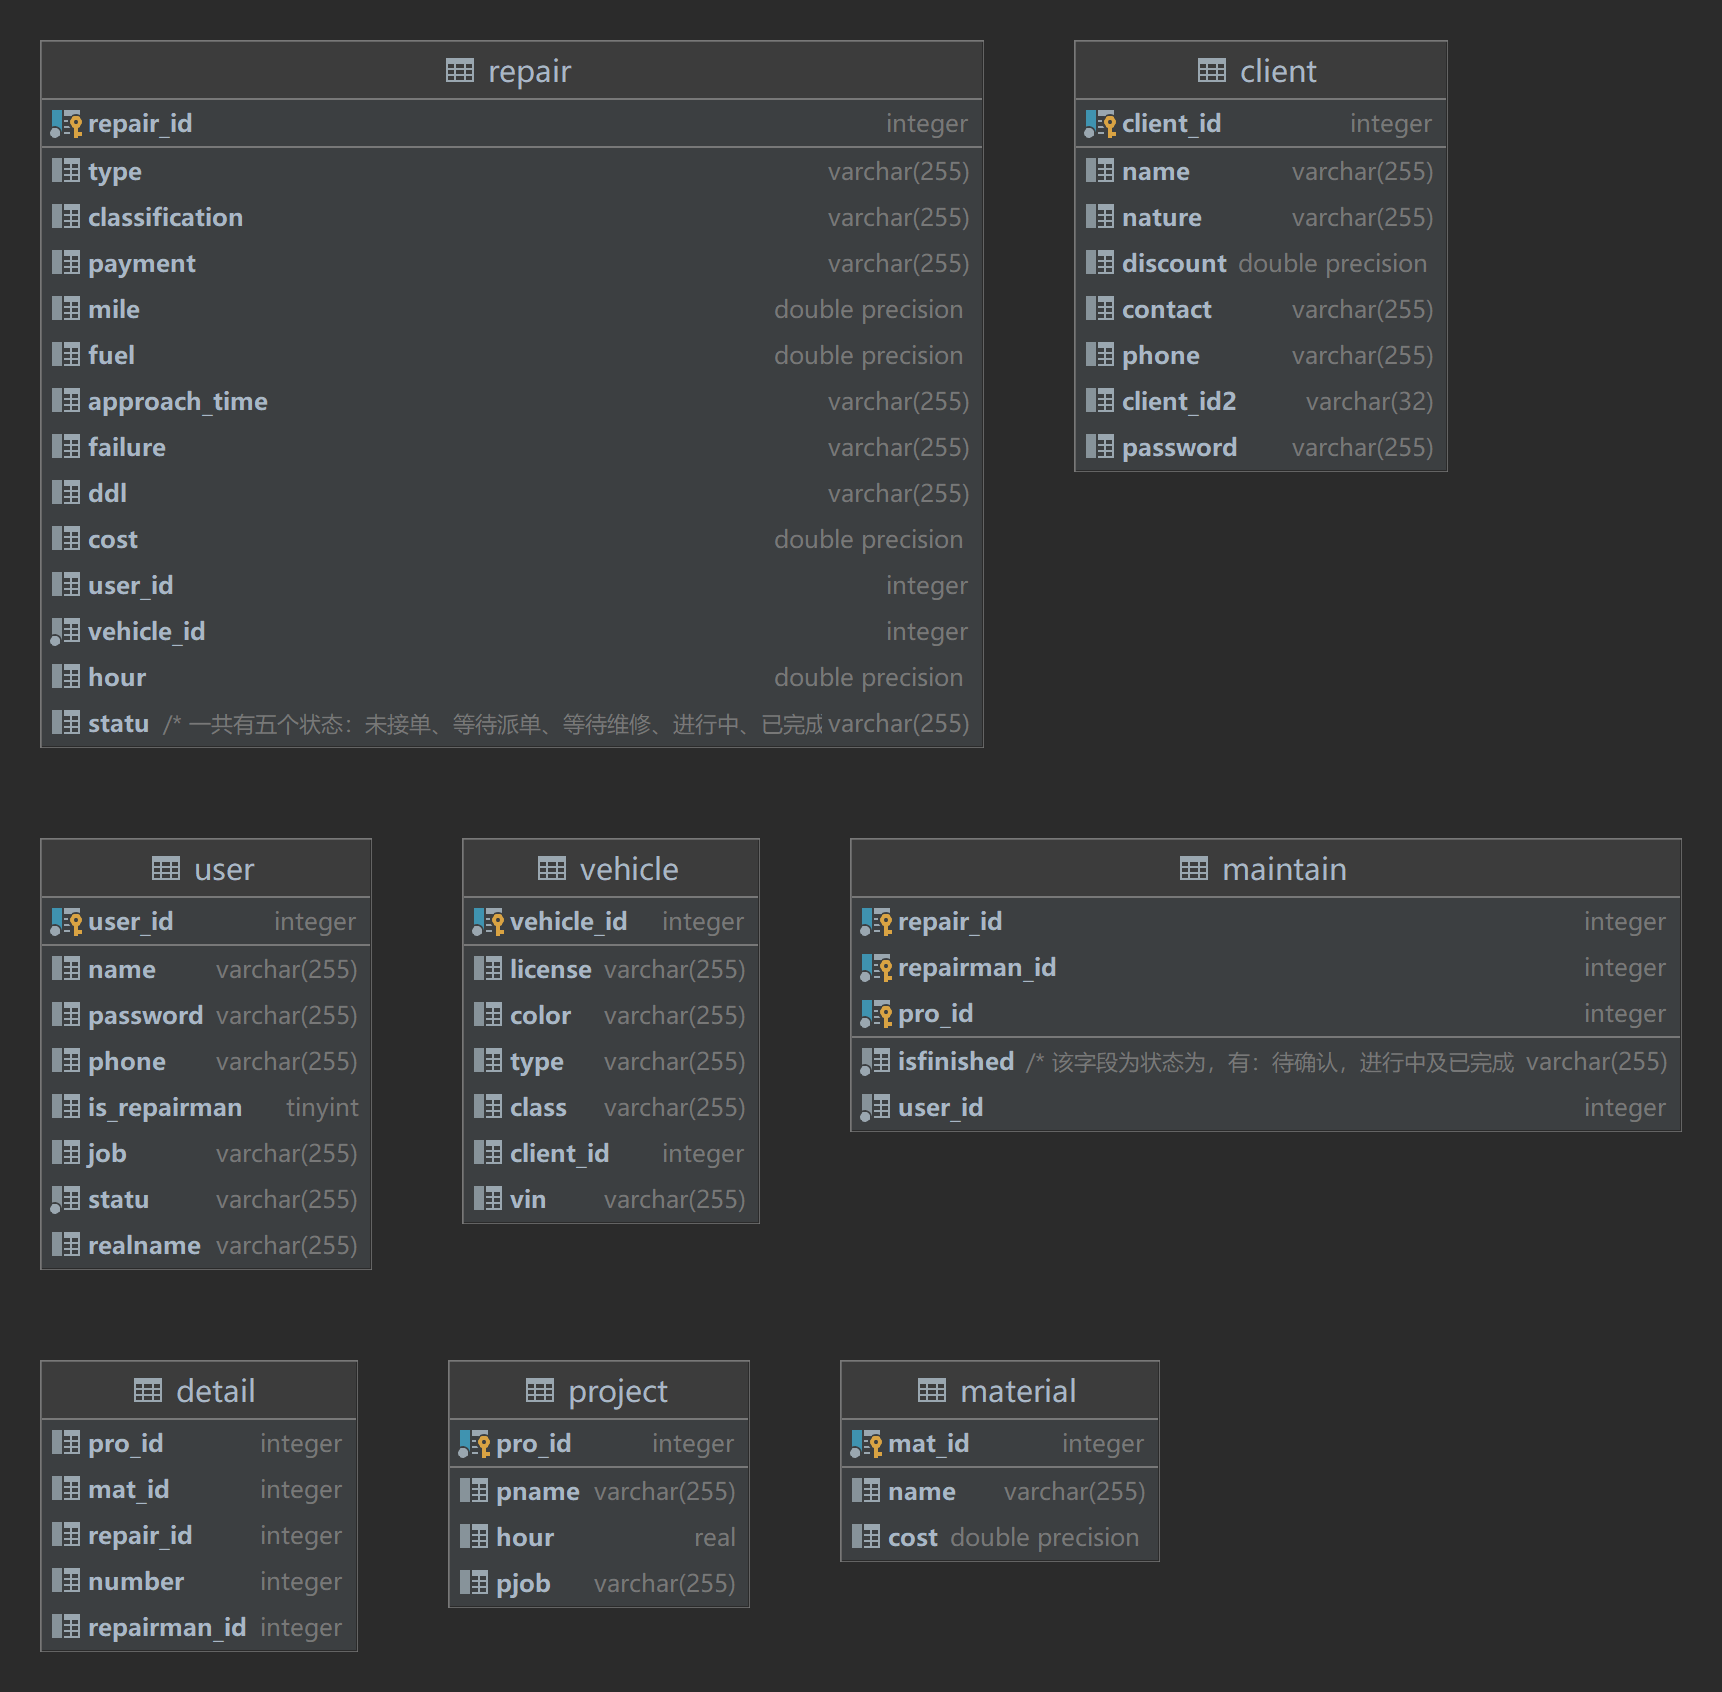 repair
repair_id integer
type varchar(255)
classification varchar(255)
payment varchar(255)
mile double precision
fuel double precision
approach_time varchar(255)
failure varchar(255)
ddl varchar(255)
cost double precision
user_id integer
vehicle_id integer
hour double precision
statu /* 一共有五个状态：未接单、等待派单、等待维修、进行中、已完成 varchar(255)
client
client_id integer
name varchar(255)
nature varchar(255)
discount double precision
contact varchar(255)
phone varchar(255)
client_id2 varchar(32)
password varchar(255)
user
user_id integer
name varchar(255)
password varchar(255)
phone varchar(255)
is_repairman tinyint
job varchar(255)
statu varchar(255)
realname varchar(255)
vehicle
vehicle_id integer
license varchar(255)
color varchar(255)
type varchar(255)
class varchar(255)
client_id integer
vin varchar(255)
maintain
repair_id integer
repairman_id integer
pro_id integer
isfinished /* 该字段为状态为，有：待确认，进行中及已完成 varchar(255)
user_id integer
detail
pro_id integer
mat_id integer
repair_id integer
number integer
repairman_id integer
project
pro_id integer
pname varchar(255)
hour real
pjob varchar(255)
material
mat_id integer
name varchar(255)
cost double precision